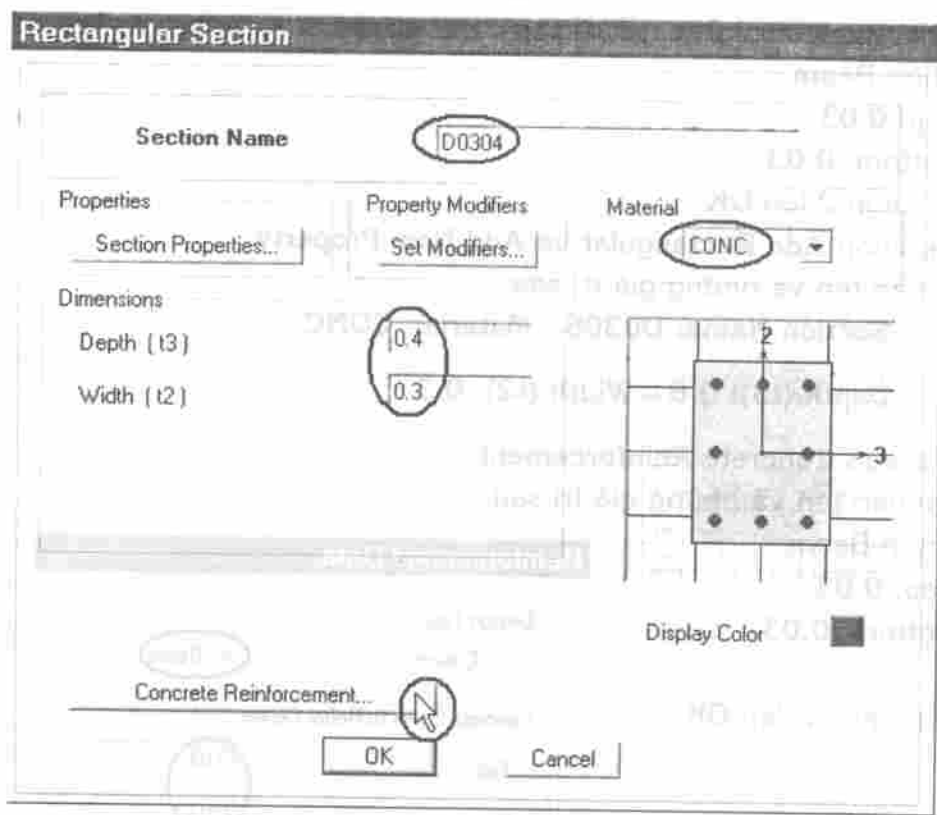 Rectangular Section
Section Name D0304
Properties Property Modifiers Material
Section Properties... Set Modifiers... CONC
Dimensions
Depth ( t3 ) 0.4
Width ( t2 ) 0.3
2
3
Display Color
Concrete Reinforcement...
OK Cancel